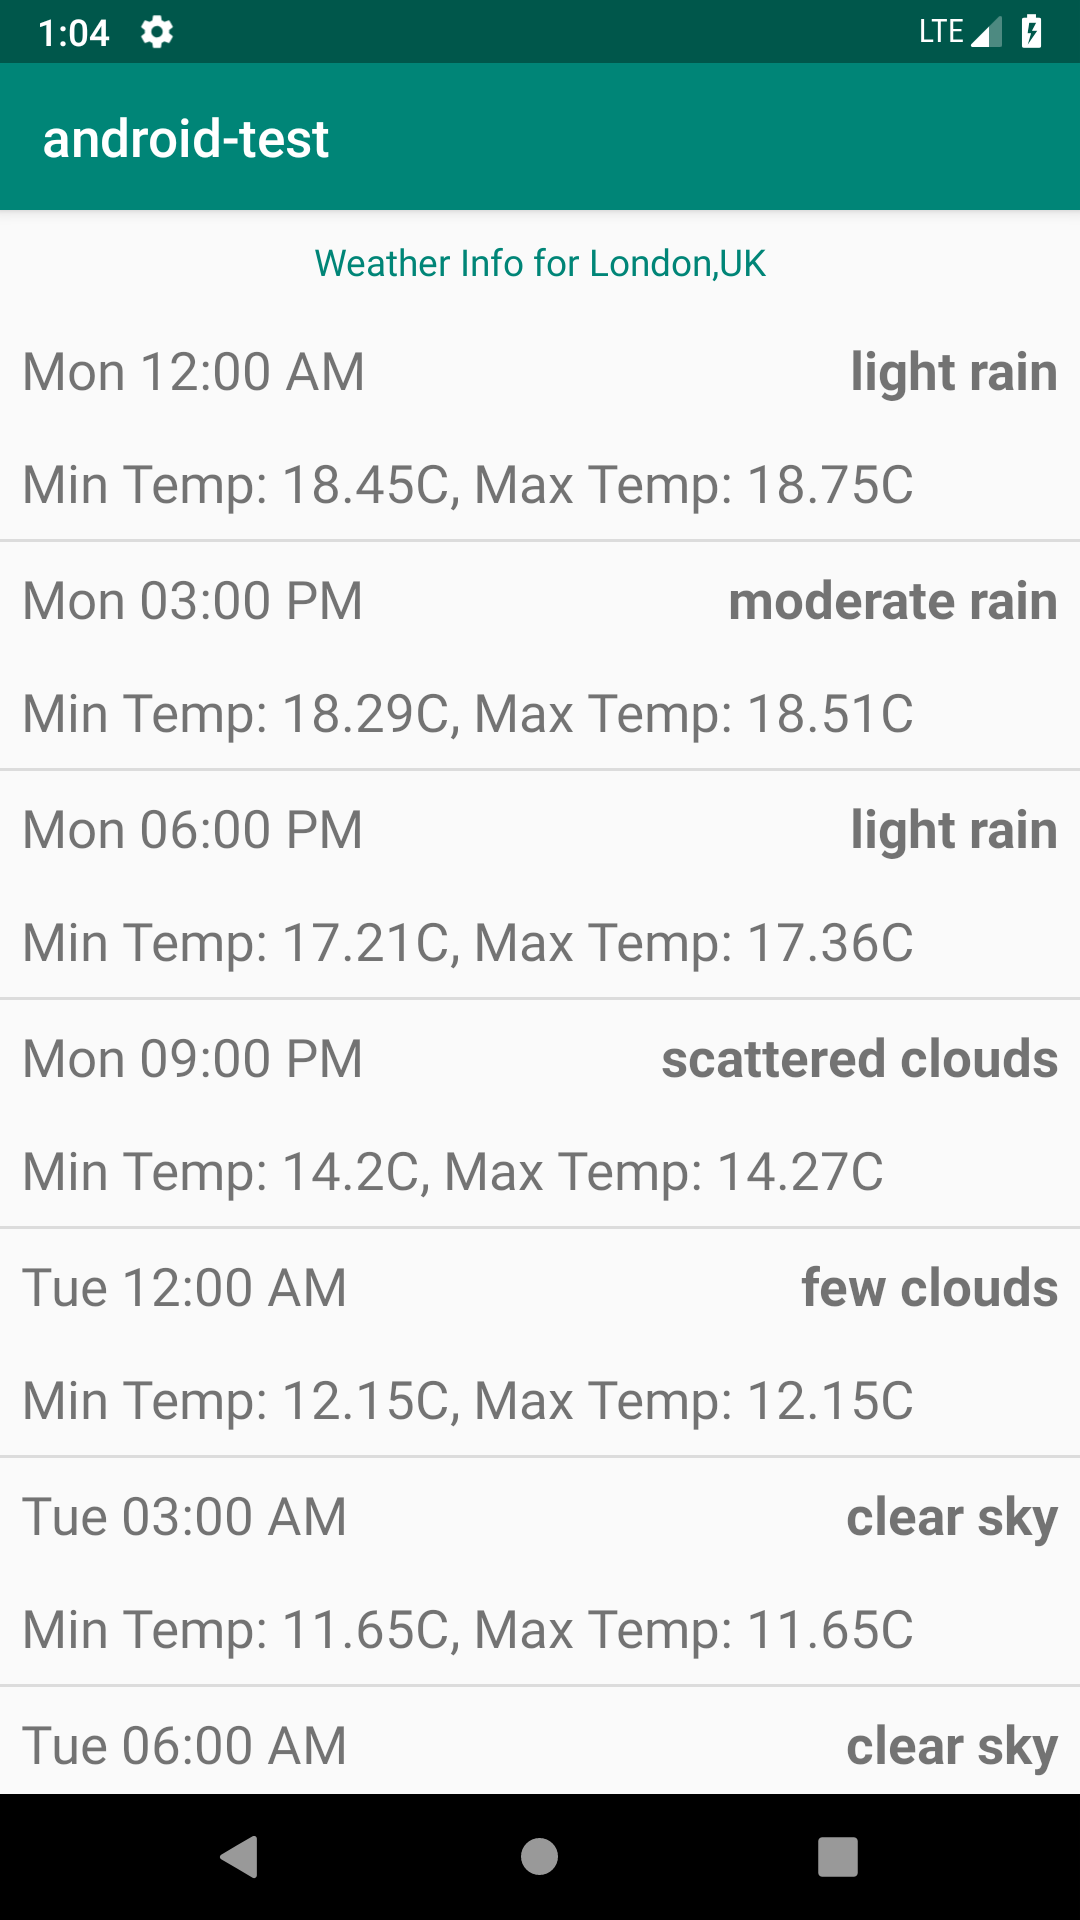 1:04 LTE
android-test
Weather Info for London,UK
Mon 12:00 AM light rain
Min Temp: 18.45C, Max Temp: 18.75C
Mon 03:00 PM moderate rain
Min Temp: 18.29C, Max Temp: 18.51C
Mon 06:00 PM light rain
Min Temp: 17.21C, Max Temp: 17.36C
Mon 09:00 PM scattered clouds
Min Temp: 14.2C, Max Temp: 14.27C
Tue 12:00 AM few clouds
Min Temp: 12.15C, Max Temp: 12.15C
Tue 03:00 AM clear sky
Min Temp: 11.65C, Max Temp: 11.65C
Tue 06:00 AM clear sky